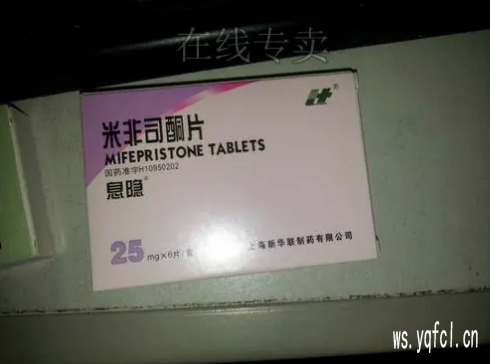 在线专卖
米非司酮片
MIFEPRISTONE TABLETS
国药准字H10950202
息隐®
25 mg×6片/盒
上海新华联制药有限公司
ws.yqfcl.cn